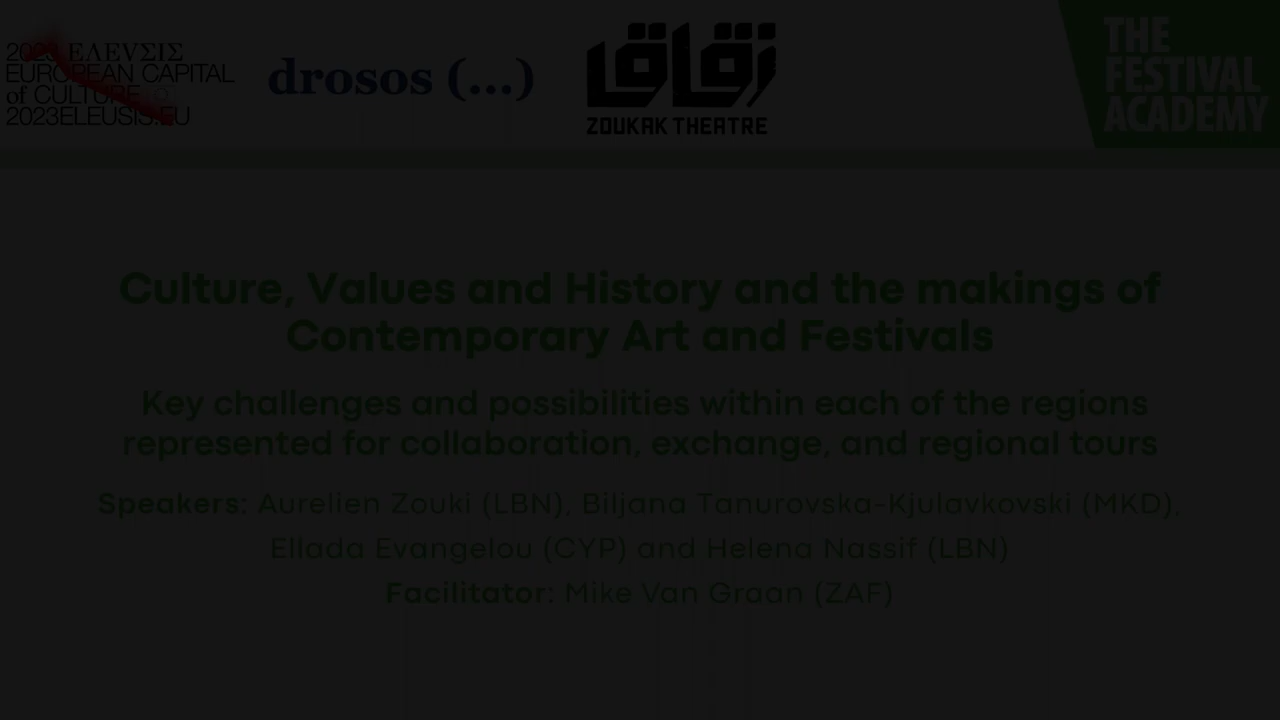 2023 ΕΛΕVΣΙΣ
EUROPEAN CAPITAL
of CULTURE
2023ELEUSIS.EU
drosos (...)
زقاق
ZOUKAK THEATRE
THE
FESTIVAL
ACADEMY
Culture, Values and History and the makings of
Contemporary Art and Festivals
Key challenges and possibilities within each of the regions
represented for collaboration, exchange, and regional tours
Speakers: Aurelien Zouki (LBN), Biljana Tanurovska-Kjulavkovski (MKD),
Ellada Evangelou (CYP) and Helena Nassif (LBN)
Facilitator: Mike Van Graan (ZAF)